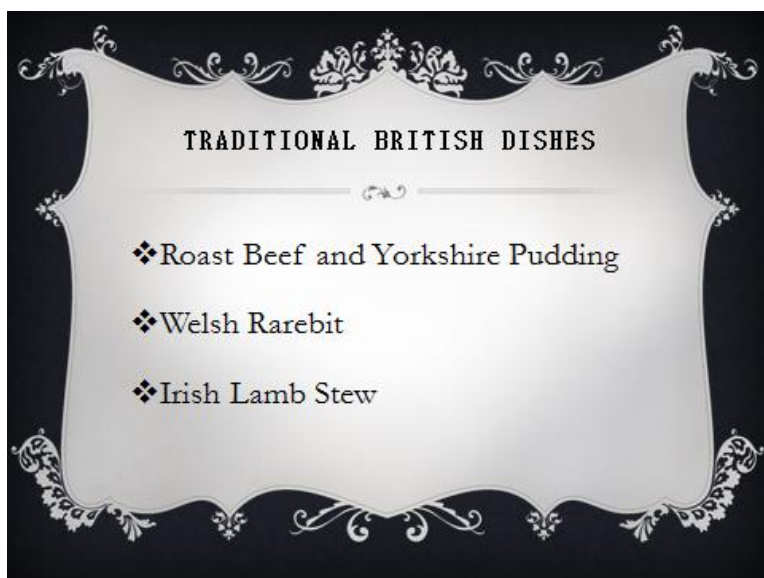 TRADITIONAL BRITISH DISHES
❖Roast Beef and Yorkshire Pudding
❖Welsh Rarebit
❖Irish Lamb Stew